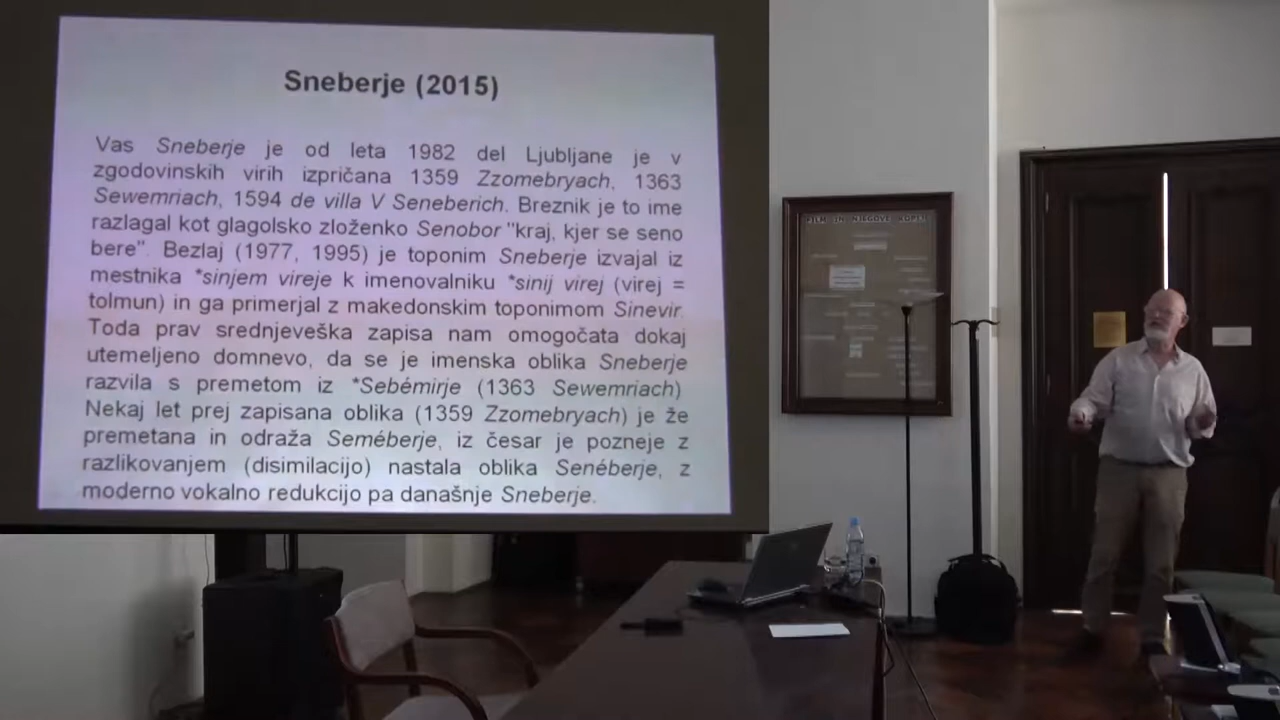 Sneberje (2015)
Vas Sneberje je od leta 1982 del Ljubljane je v
zgodovinskih virih izpričana 1359 Zzomebryach, 1363
Sewemriach, 1594 de villa V Seneberich. Breznik je to ime
razlagal kot glagolsko zloženko Senobor "kraj, kjer se seno
bere". Bezlaj (1977, 1995) je toponim Sneberje izvajal iz
mestnika *sinjem vireje k imenovalniku *sinij virej (virej =
tolmun) in ga primerjal z makedonskim toponimom Sinevir.
Toda prav srednjeveška zapisa nam omogočata dokaj
utemeljeno domnevo, da se je imenska oblika Sneberje
razvila s premetom iz *Sebémirje (1363 Sewemriach)
Nekaj let prej zapisana oblika (1359 Zzomebryach) je že
premetana in odraža Seméberje, iz česar je pozneje z
razlikovanjem (disimilacijo) nastala oblika Senéberje, z
moderno vokalno redukcijo pa današnje Sneberje.
FILM IN NJEGOVE KOPIJE